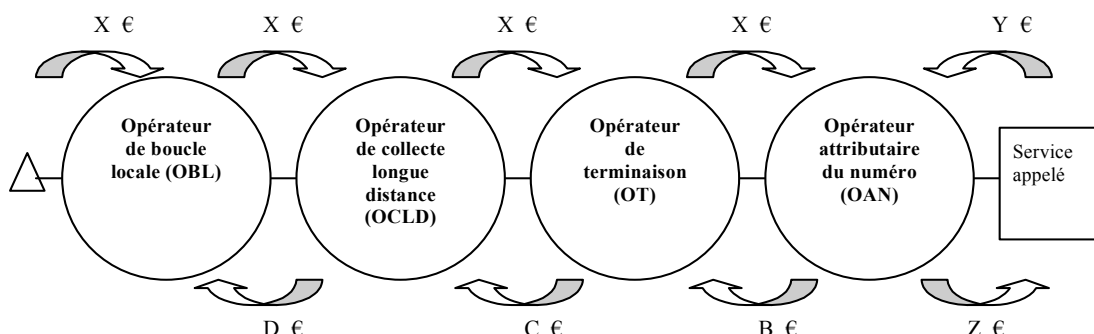 X €
X €
X €
X €
Y €
Opérateur
de boucle
locale (OBL)
Opérateur
de collecte
longue
distance
(OCLD)
Opérateur
de
terminaison
(OT)
Opérateur
attributaire
du numéro
(OAN)
Service
appelé
D €
C €
B €
Z €